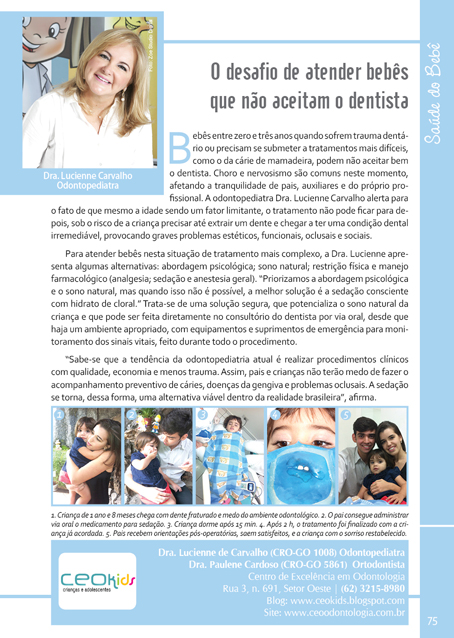 Saúde do Bebê
O desafio de atender bebês
que não aceitam o dentista
Dra. Lucienne Carvalho
Odontopediatra
Bebês entre zero e três anos quando sofrem trauma dentá-
rio ou precisam se submeter a tratamentos mais difíceis,
como o da cárie de mamadeira, podem não aceitar bem
o dentista. Choro e nervosismo são comuns neste momento,
afetando a tranquilidade de pais, auxiliares e do próprio pro-
fissional. A odontopediatra Dra. Lucienne Carvalho alerta para
o fato de que mesmo a idade sendo um fator limitante, o tratamento não pode ficar para de-
pois, sob o risco de a criança precisar até extrair um dente e chegar a ter uma condição dental
irremediável, provocando graves problemas estéticos, funcionais, oclusais e sociais.
Para atender bebês nesta situação de tratamento mais complexo, a Dra. Lucienne apre-
senta algumas alternativas: abordagem psicológica; sono natural; restrição física e manejo
farmacológico (analgesia; sedação e anestesia geral). "Priorizamos a abordagem psicológica
e o sono natural, mas quando isso não é possível, a melhor solução é a sedação consciente
com hidrato de cloral." Trata-se de uma solução segura, que potencializa o sono natural da
criança e que pode ser feita diretamente no consultório do dentista por via oral, desde que
haja um ambiente apropriado, com equipamentos e suprimentos de emergência para moni-
toramento dos sinais vitais, feito durante todo o procedimento.
"Sabe-se que a tendência da odontopediatria atual é realizar procedimentos clínicos
com qualidade, economia e menos trauma. Assim, pais e crianças não terão medo de fazer o
acompanhamento preventivo de cáries, doenças da gengiva e problemas oclusais. A sedação
se torna, dessa forma, uma alternativa viável dentro da realidade brasileira", afirma.
1 2 3 4 5
1. Criança de 1 ano e 8 meses chega com dente fraturado e medo do ambiente odontológico. 2. O pai consegue administrar
via oral o medicamento para sedação. 3. Criança dorme após 15 min. 4. Após 2 h, o tratamento foi finalizado com a cri-
ança já acordada. 5. Pais recebem orientações pós-operatórias, saem satisfeitos, e a criança com o sorriso restabelecido.
CEOKids
crianças e adolescentes
Dra. Lucienne de Carvalho (CRO-GO 1008) Odontopediatra
Dra. Paulene Cardoso (CRO-GO 5861) Ortodontista
Centro de Excelência em Odontologia
Rua 3, n. 691, Setor Oeste | (62) 3215-8980
Blog: www.ceokids.blogspot.com
Site: www.ceoodontologia.com.br
75